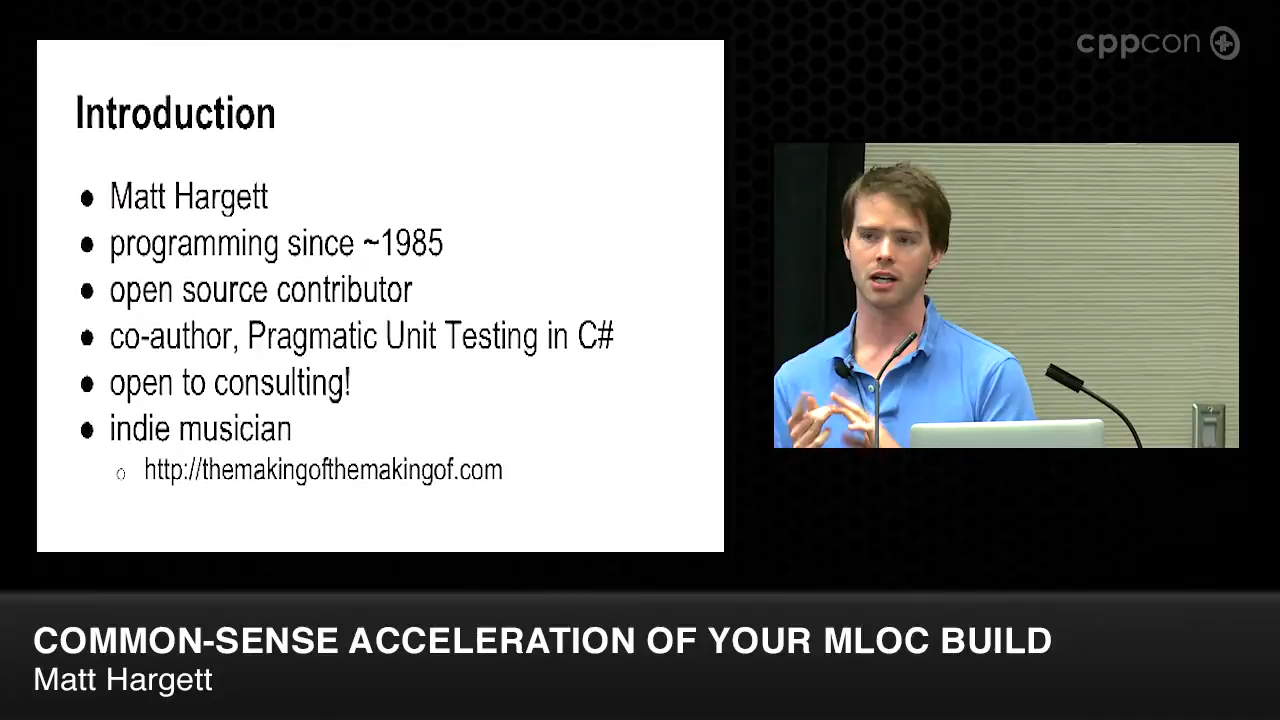 cppcon
Introduction
● Matt Hargett
● programming since ~1985
● open source contributor
● co-author, Pragmatic Unit Testing in C#
● open to consulting!
● indie musician
○ http://themakingofthemakingof.com
COMMON-SENSE ACCELERATION OF YOUR MLOC BUILD
Matt Hargett